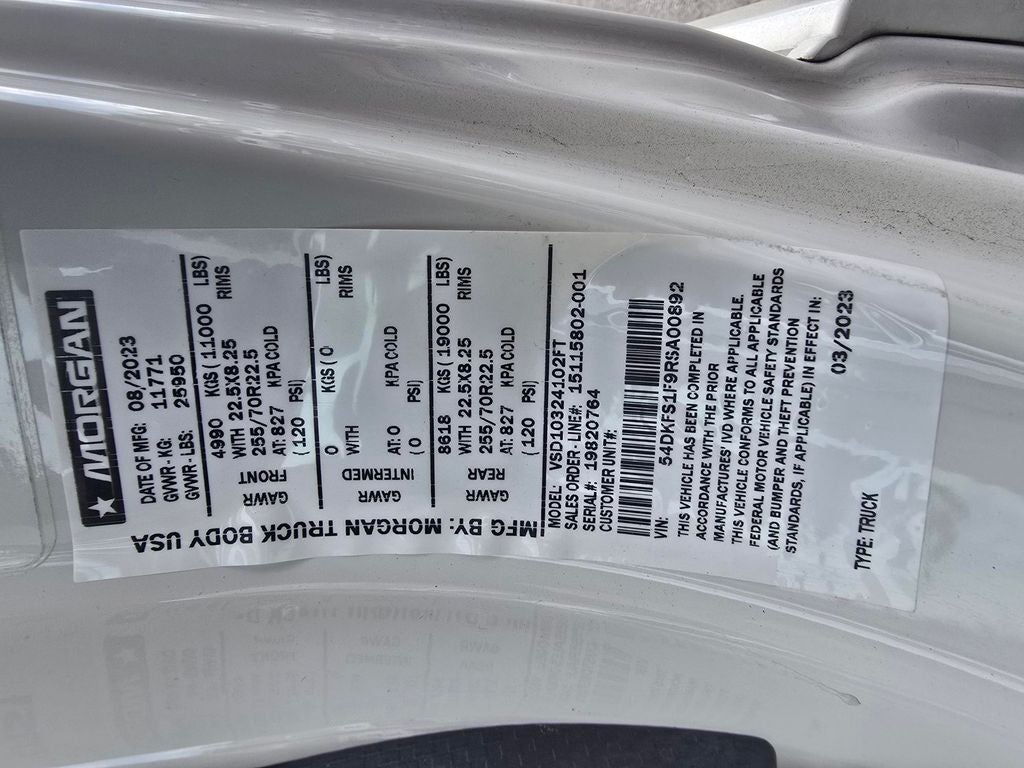 MORGAN
DATE OF MFG: 08/2023
GWWR-KG: 11771
GWWR-LBS: 25950
GAWR FRONT
4990 KGS ( 11000 LBS)
WITH 22.5X8.25 RIMS
255/70R22.5
AT: 827 KPA COLD
( 120 PSI)
GAWR INTERMED
0 KGS ( 0 LBS)
WITH RIMS
AT: 0 KPA COLD
( 0 PSI)
GAWR REAR
8618 KGS ( 19000 LBS)
WITH 22.5X8.25 RIMS
255/70R22.5
AT: 827 KPA COLD
( 120 PSI)
MFG BY: MORGAN TRUCK BODY USA
MODEL VSD10324102FT
SALES ORDER - LINE#: 15115802-001
SERIAL#: 19820764
CUSTOMER UNIT#:
VIN: 54DKFS1F9RSA00892
THIS VEHICLE HAS BEEN COMPLETED IN
ACCORDANCE WITH THE PRIOR
MANUFACTURES' IVD WHERE APPLICABLE.
THIS VEHICLE CONFORMS TO ALL APPLICABLE
FEDERAL MOTOR VEHICLE SAFETY STANDARDS
(AND BUMPER AND THEFT PREVENTION
STANDARDS, IF APPLICABLE) IN EFFECT IN:
03/2023
TYPE: TRUCK